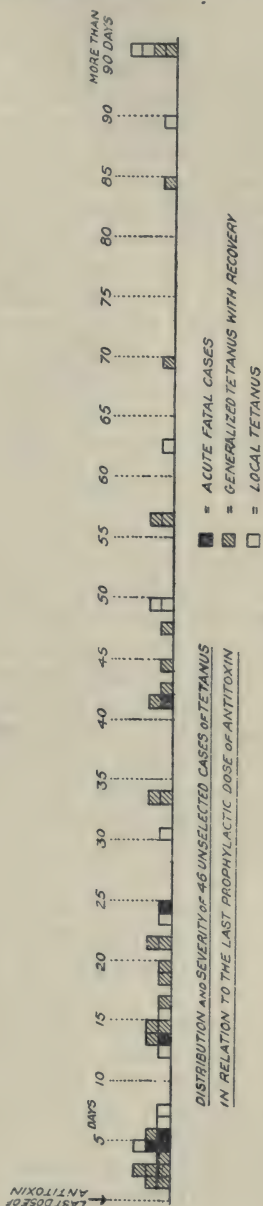 LAST DOSE OF
ANTITOXIN
5 DAYS
10
15
20
25
30
35
40
45
50
55
60
65
70
75
80
85
90
MORE THAN
90 DAYS
DISTRIBUTION AND SEVERITY OF 46 UNSELECTED CASES OF TETANUS
IN RELATION TO THE LAST PROPHYLACTIC DOSE OF ANTITOXIN
= ACUTE FATAL CASES
= GENERALIZED TETANUS WITH RECOVERY
= LOCAL TETANUS